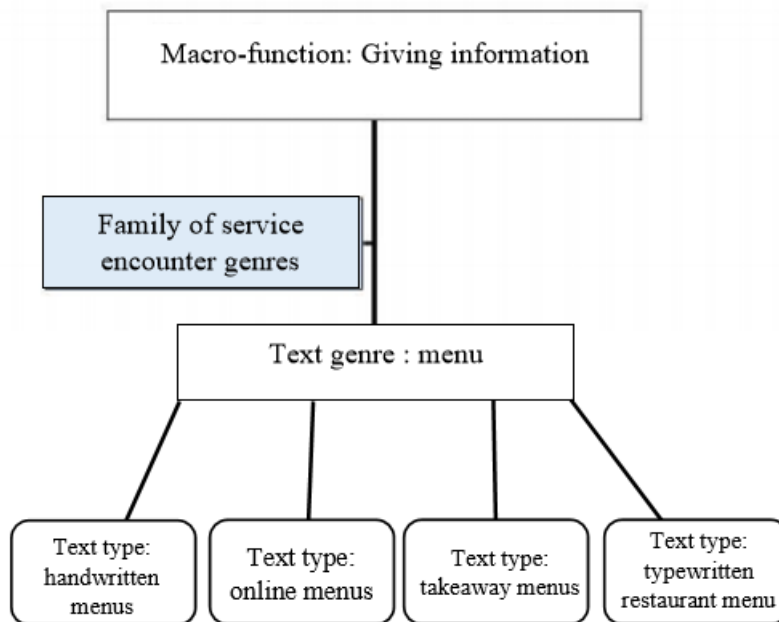 Macro-function: Giving information
Family of service
encounter genres
Text genre : menu
Text type:
handwritten
menus
Text type:
online menus
Text type:
takeaway menus
Text type:
typewritten
restaurant menu